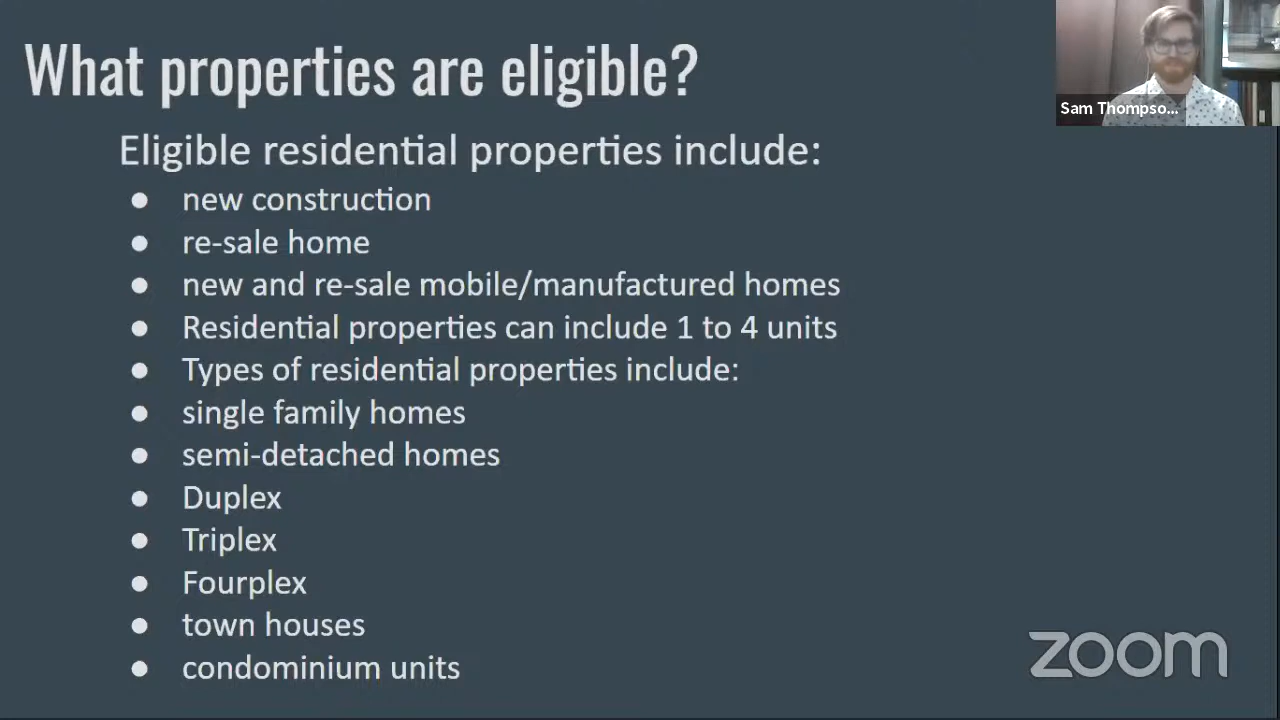 What properties are eligible?
Sam Thompso...
Eligible residential properties include:
● new construction
● re-sale home
● new and re-sale mobile/manufactured homes
● Residential properties can include 1 to 4 units
● Types of residential properties include:
● single family homes
● semi-detached homes
● Duplex
● Triplex
● Fourplex
● town houses
● condominium units
zoom